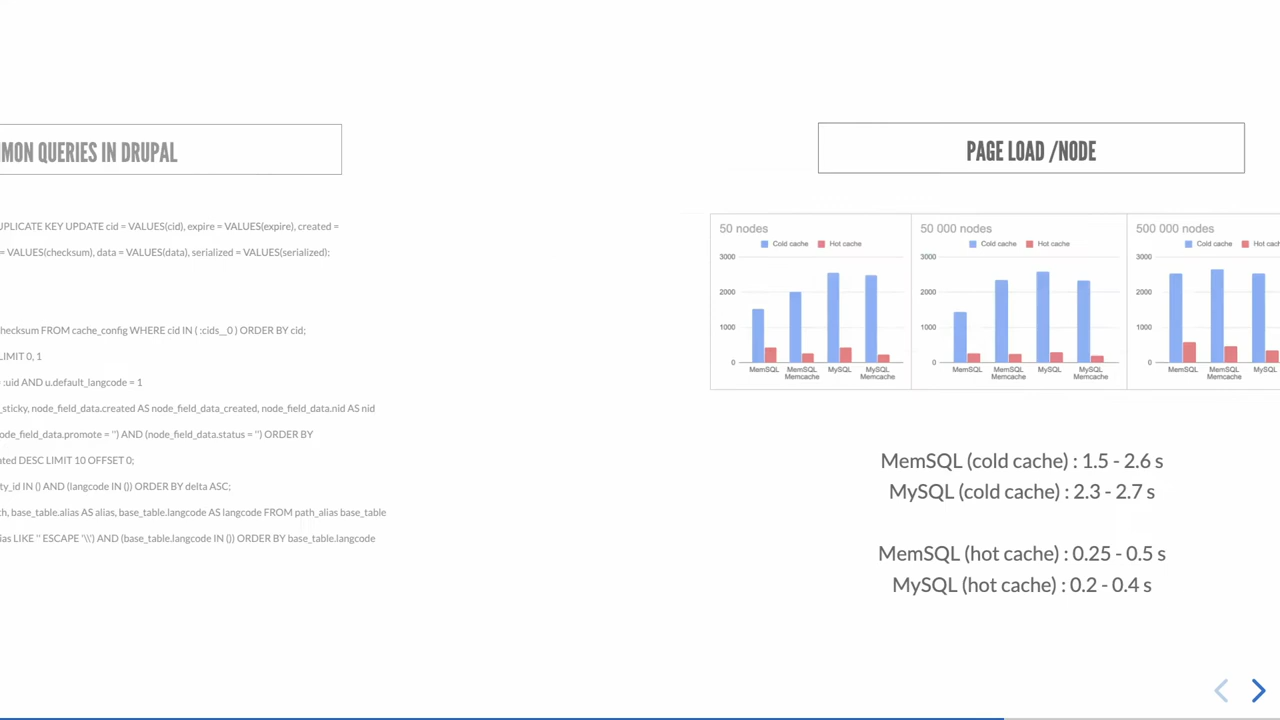 MMON QUERIES IN DRUPAL
UPLICATE KEY UPDATE cid = VALUES(cid), expire = VALUES(expire), created =
= VALUES(checksum), data = VALUES(data), serialized = VALUES(serialized);
hecksum FROM cache_config WHERE cid IN ( :cids__0 ) ORDER BY cid;
LIMIT 0, 1
:uid AND u.default_langcode = 1
_sticky, node_field_data.created AS node_field_data_created, node_field_data.nid AS nid
ode_field_data.promote = '') AND (node_field_data.status = '') ORDER BY
ated DESC LIMIT 10 OFFSET 0;
ty_id IN () AND (langcode IN ()) ORDER BY delta ASC;
th, base_table.alias AS alias, base_table.langcode AS langcode FROM path_alias base_table
ias LIKE '' ESCAPE '\\') AND (base_table.langcode IN ()) ORDER BY base_table.langcode
PAGE LOAD /NODE
50 nodes
Cold cache Hot cache
3000
2000
1000
0
MemSQL MemSQL Memcache MySQL MySQL Memcache
50 000 nodes
Cold cache Hot cache
3000
2000
1000
0
MemSQL MemSQL Memcache MySQL MySQL Memcache
500 000 nodes
Cold cache Hot cach
3000
2000
1000
0
MemSQL MemSQL Memcache MySQL
MemSQL (cold cache) : 1.5 - 2.6 s
MySQL (cold cache) : 2.3 - 2.7 s
MemSQL (hot cache) : 0.25 - 0.5 s
MySQL (hot cache) : 0.2 - 0.4 s